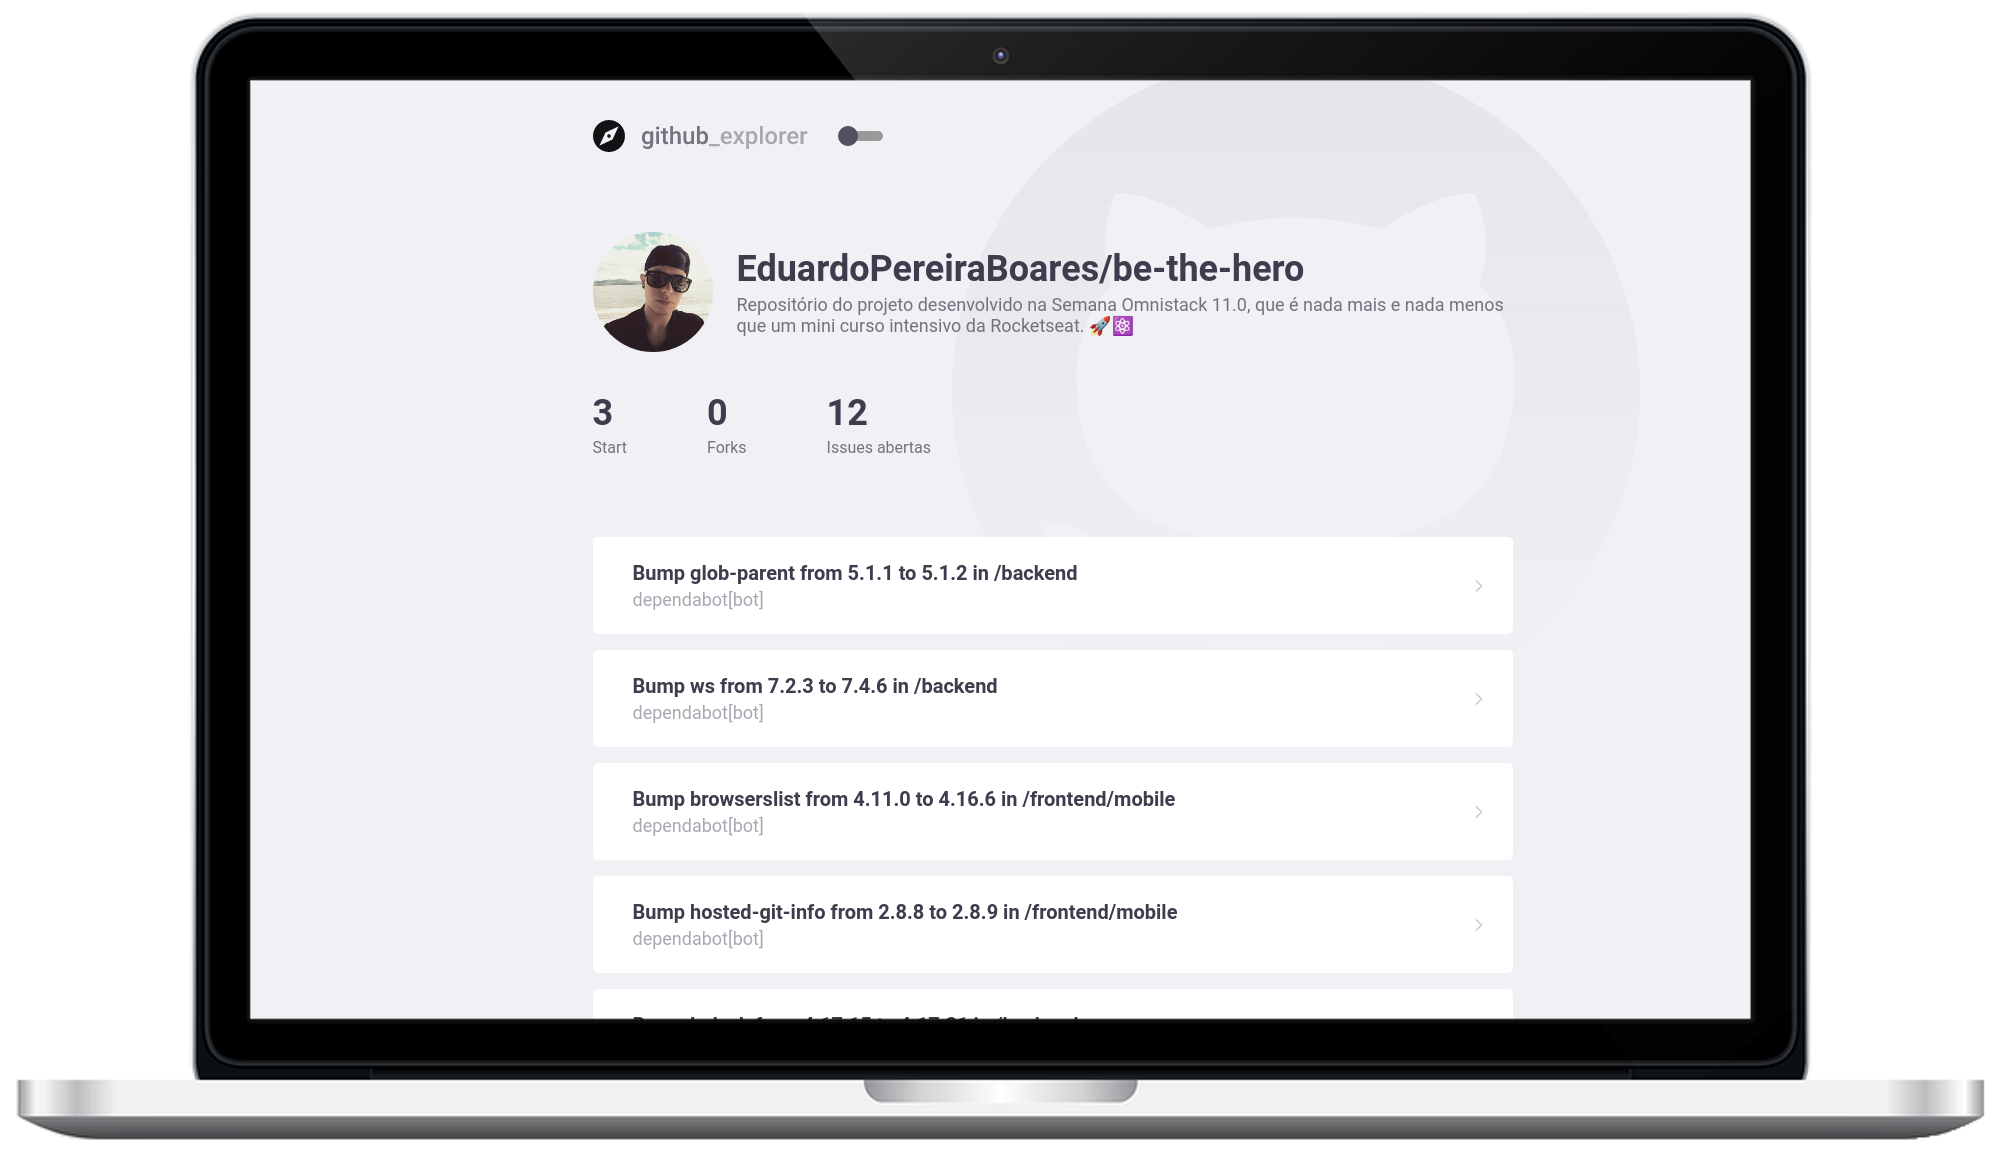 github_explorer
EduardoPereiraBoares/be-the-hero
Repositório do projeto desenvolvido na Semana Omnistack 11.0, que é nada mais e nada menos
que um mini curso intensivo da Rocketseat. 🚀⚛️
3 0 12
Start Forks Issues abertas
Bump glob-parent from 5.1.1 to 5.1.2 in /backend
dependabot[bot]
Bump ws from 7.2.3 to 7.4.6 in /backend
dependabot[bot]
Bump browserslist from 4.11.0 to 4.16.6 in /frontend/mobile
dependabot[bot]
Bump hosted-git-info from 2.8.8 to 2.8.9 in /frontend/mobile
dependabot[bot]